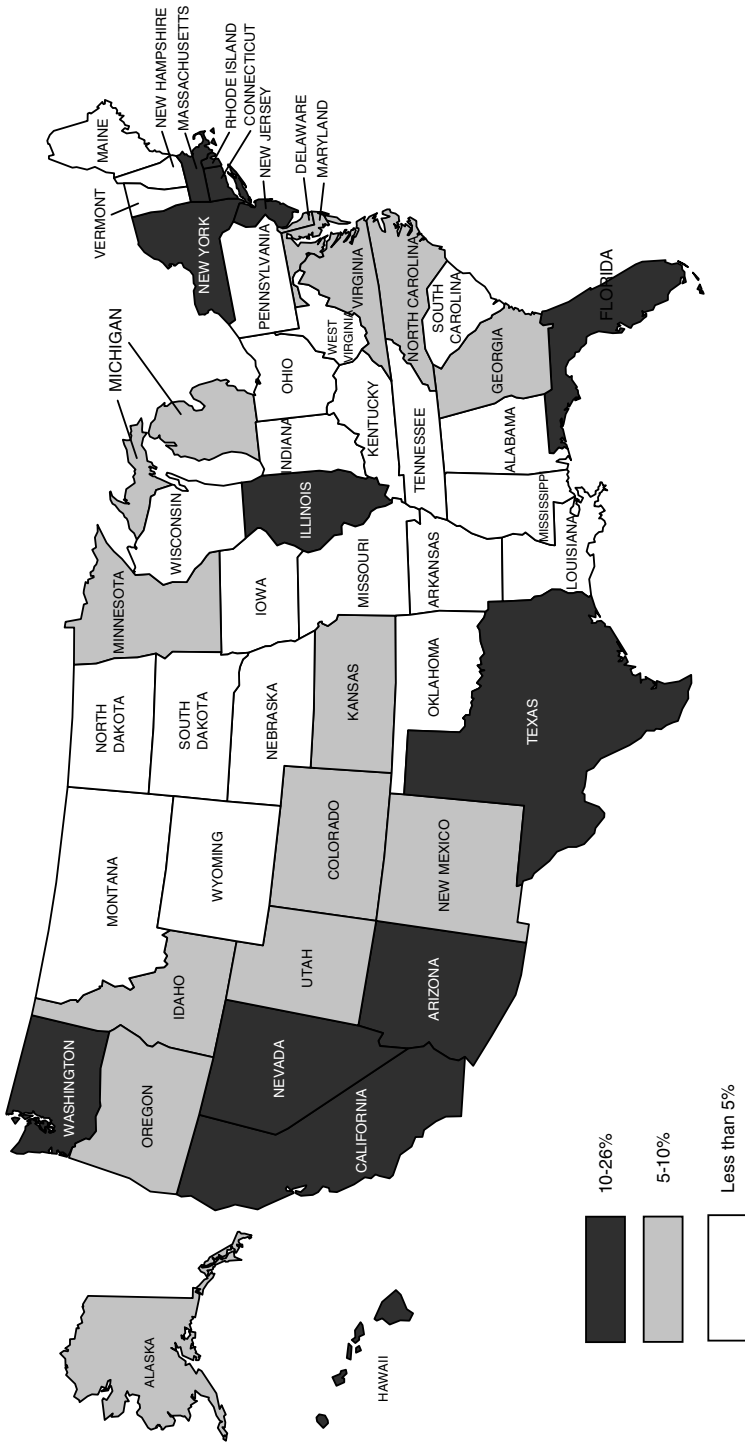 WASHINGTON
OREGON
CALIFORNIA
NEVADA
IDAHO
MONTANA
WYOMING
UTAH
ARIZONA
COLORADO
NEW MEXICO
NORTH
DAKOTA
SOUTH
DAKOTA
NEBRASKA
KANSAS
OKLAHOMA
TEXAS
MINNESOTA
IOWA
MISSOURI
ARKANSAS
LOUISIANA
WISCONSIN
ILLINOIS
MICHIGAN
INDIANA
OHIO
KENTUCKY
TENNESSEE
MISSISSIPPI
ALABAMA
GEORGIA
FLORIDA
SOUTH
CAROLINA
NORTH CAROLINA
VIRGINIA
WEST
VIRGINIA
PENNSYLVANIA
NEW YORK
VERMONT
MAINE
NEW HAMPSHIRE
MASSACHUSETTS
RHODE ISLAND
CONNECTICUT
NEW JERSEY
DELAWARE
MARYLAND
ALASKA
HAWAII
10-26%
5-10%
Less than 5%